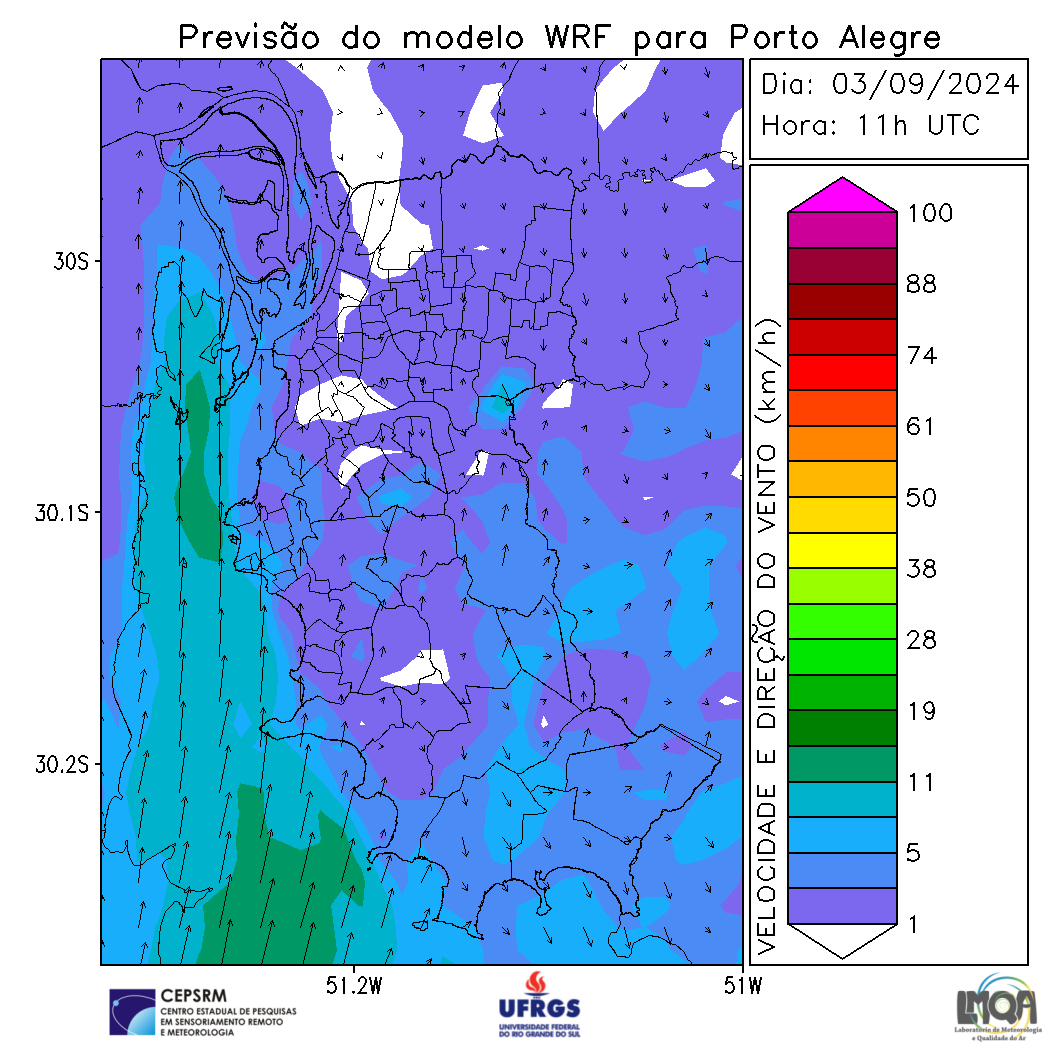 Previsão do modelo WRF para Porto Alegre
Dia: 03/09/2024
Hora: 11h UTC
VELOCIDADE E DIREÇÃO DO VENTO (km/h)
100
88
74
61
50
38
28
19
11
5
1
30S
30.1S
30.2S
51.2W
51W
CEPSRM
CENTRO ESTADUAL DE PESQUISAS
EM SENSORIAMENTO REMOTO
E METEOROLOGIA
UFRGS
UNIVERSIDADE FEDERAL
DO RIO GRANDE DO SUL
LMQA
Laboratório de Meteorologia
e Qualidade do Ar